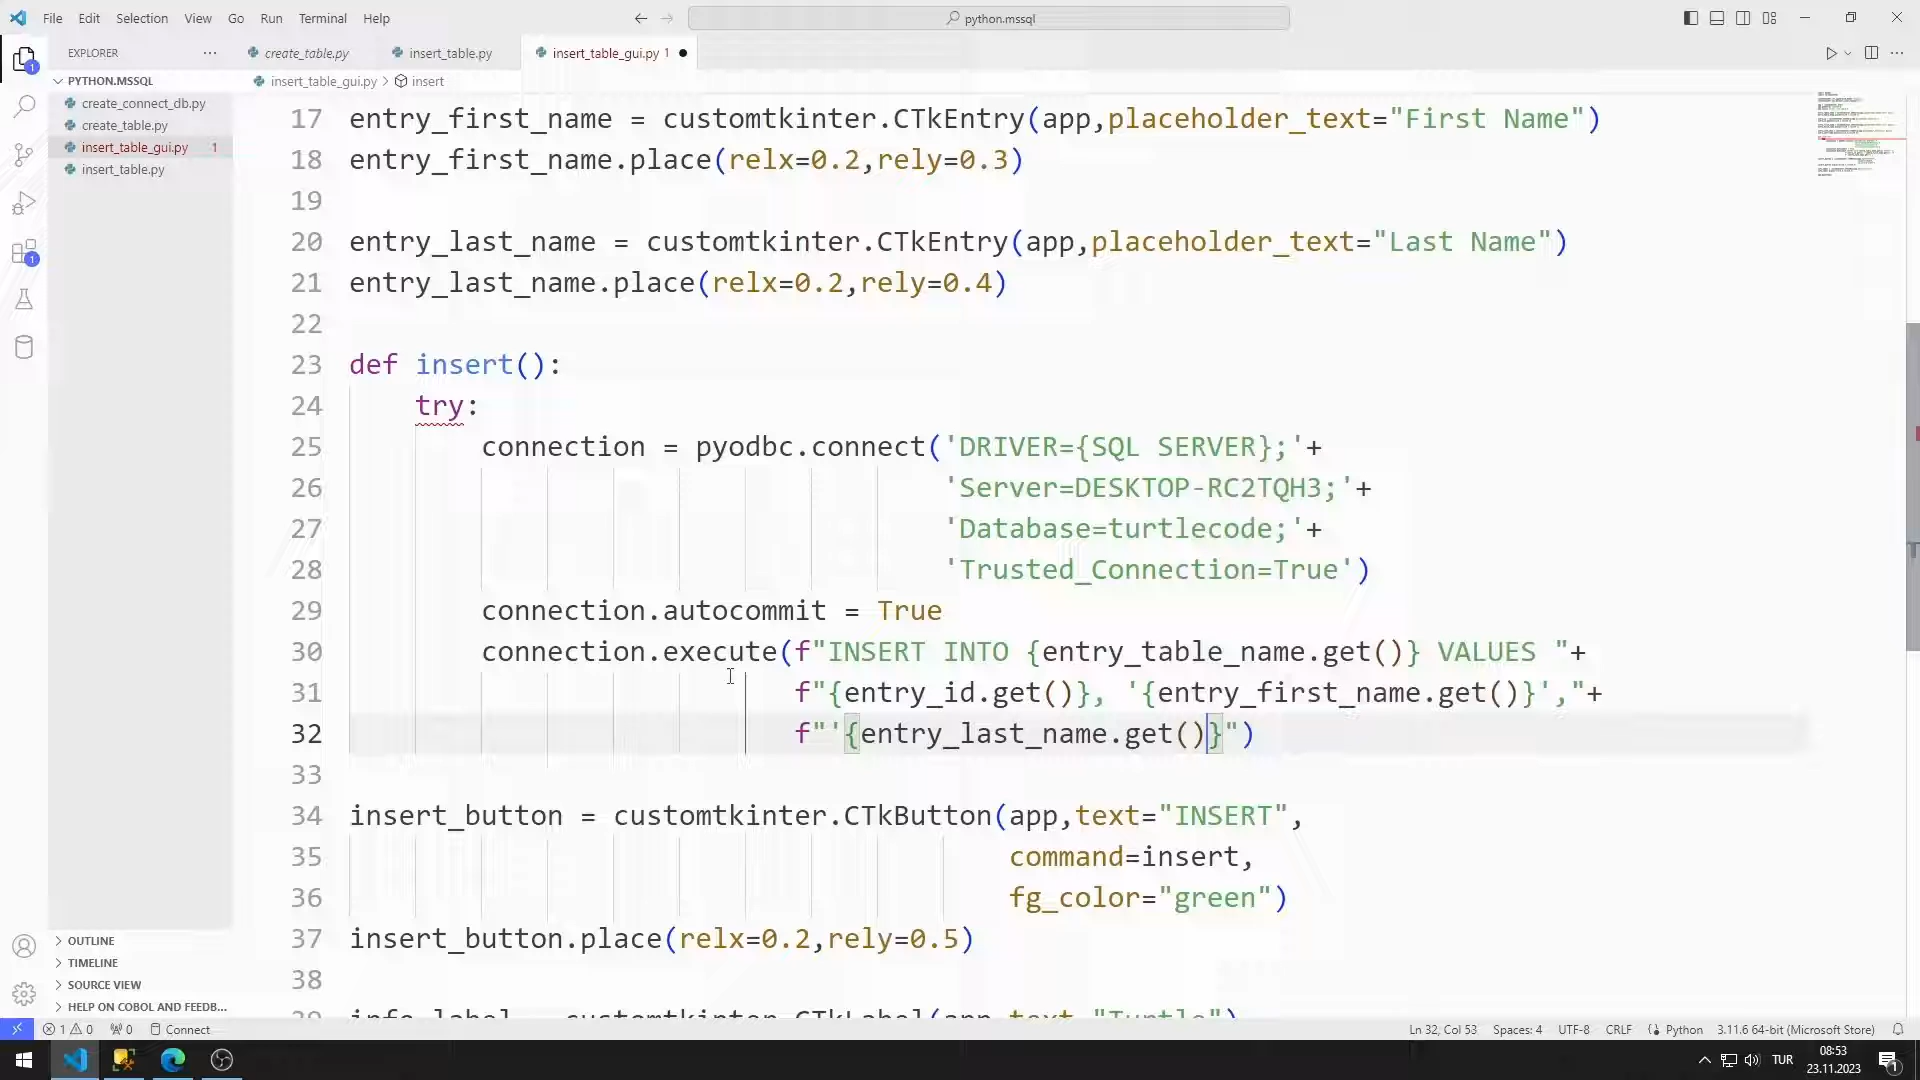 File Edit Selection View Go Run Terminal Help
python.mssql
EXPLORER
create_table.py
insert_table.py
insert_table_gui.py 1
PYTHON.MSSQL
insert_table_gui.py > insert
create_connect_db.py
create_table.py
insert_table_gui.py 1
insert_table.py
17 entry_first_name = customtkinter.CTkEntry(app,placeholder_text="First Name")
18 entry_first_name.place(relx=0.2,rely=0.3)
19
20 entry_last_name = customtkinter.CTkEntry(app,placeholder_text="Last Name")
21 entry_last_name.place(relx=0.2,rely=0.4)
22
23 def insert():
24 try:
25 connection = pyodbc.connect('DRIVER={SQL SERVER};'+
26 'Server=DESKTOP-RC2TQH3;'+
27 'Database=turtlecode;'+
28 'Trusted_Connection=True')
29 connection.autocommit = True
30 connection.execute(f"INSERT INTO {entry_table_name.get()} VALUES "+
31 f"{entry_id.get()}, '{entry_first_name.get()}',"+
32 f"'{entry_last_name.get()}")
33
34 insert_button = customtkinter.CTkButton(app,text="INSERT",
35 command=insert,
36 fg_color="green")
37 insert_button.place(relx=0.2,rely=0.5)
38
39 info_label = customtkinter.CTkLabel(app,text="Turtle")
OUTLINE
TIMELINE
SOURCE VIEW
HELP ON COBOL AND FEEDB...
1 0 0 Connect
Ln 32, Col 53 Spaces: 4 UTF-8 CRLF Python 3.11.6 64-bit (Microsoft Store)
TUR
08:53
23.11.2023